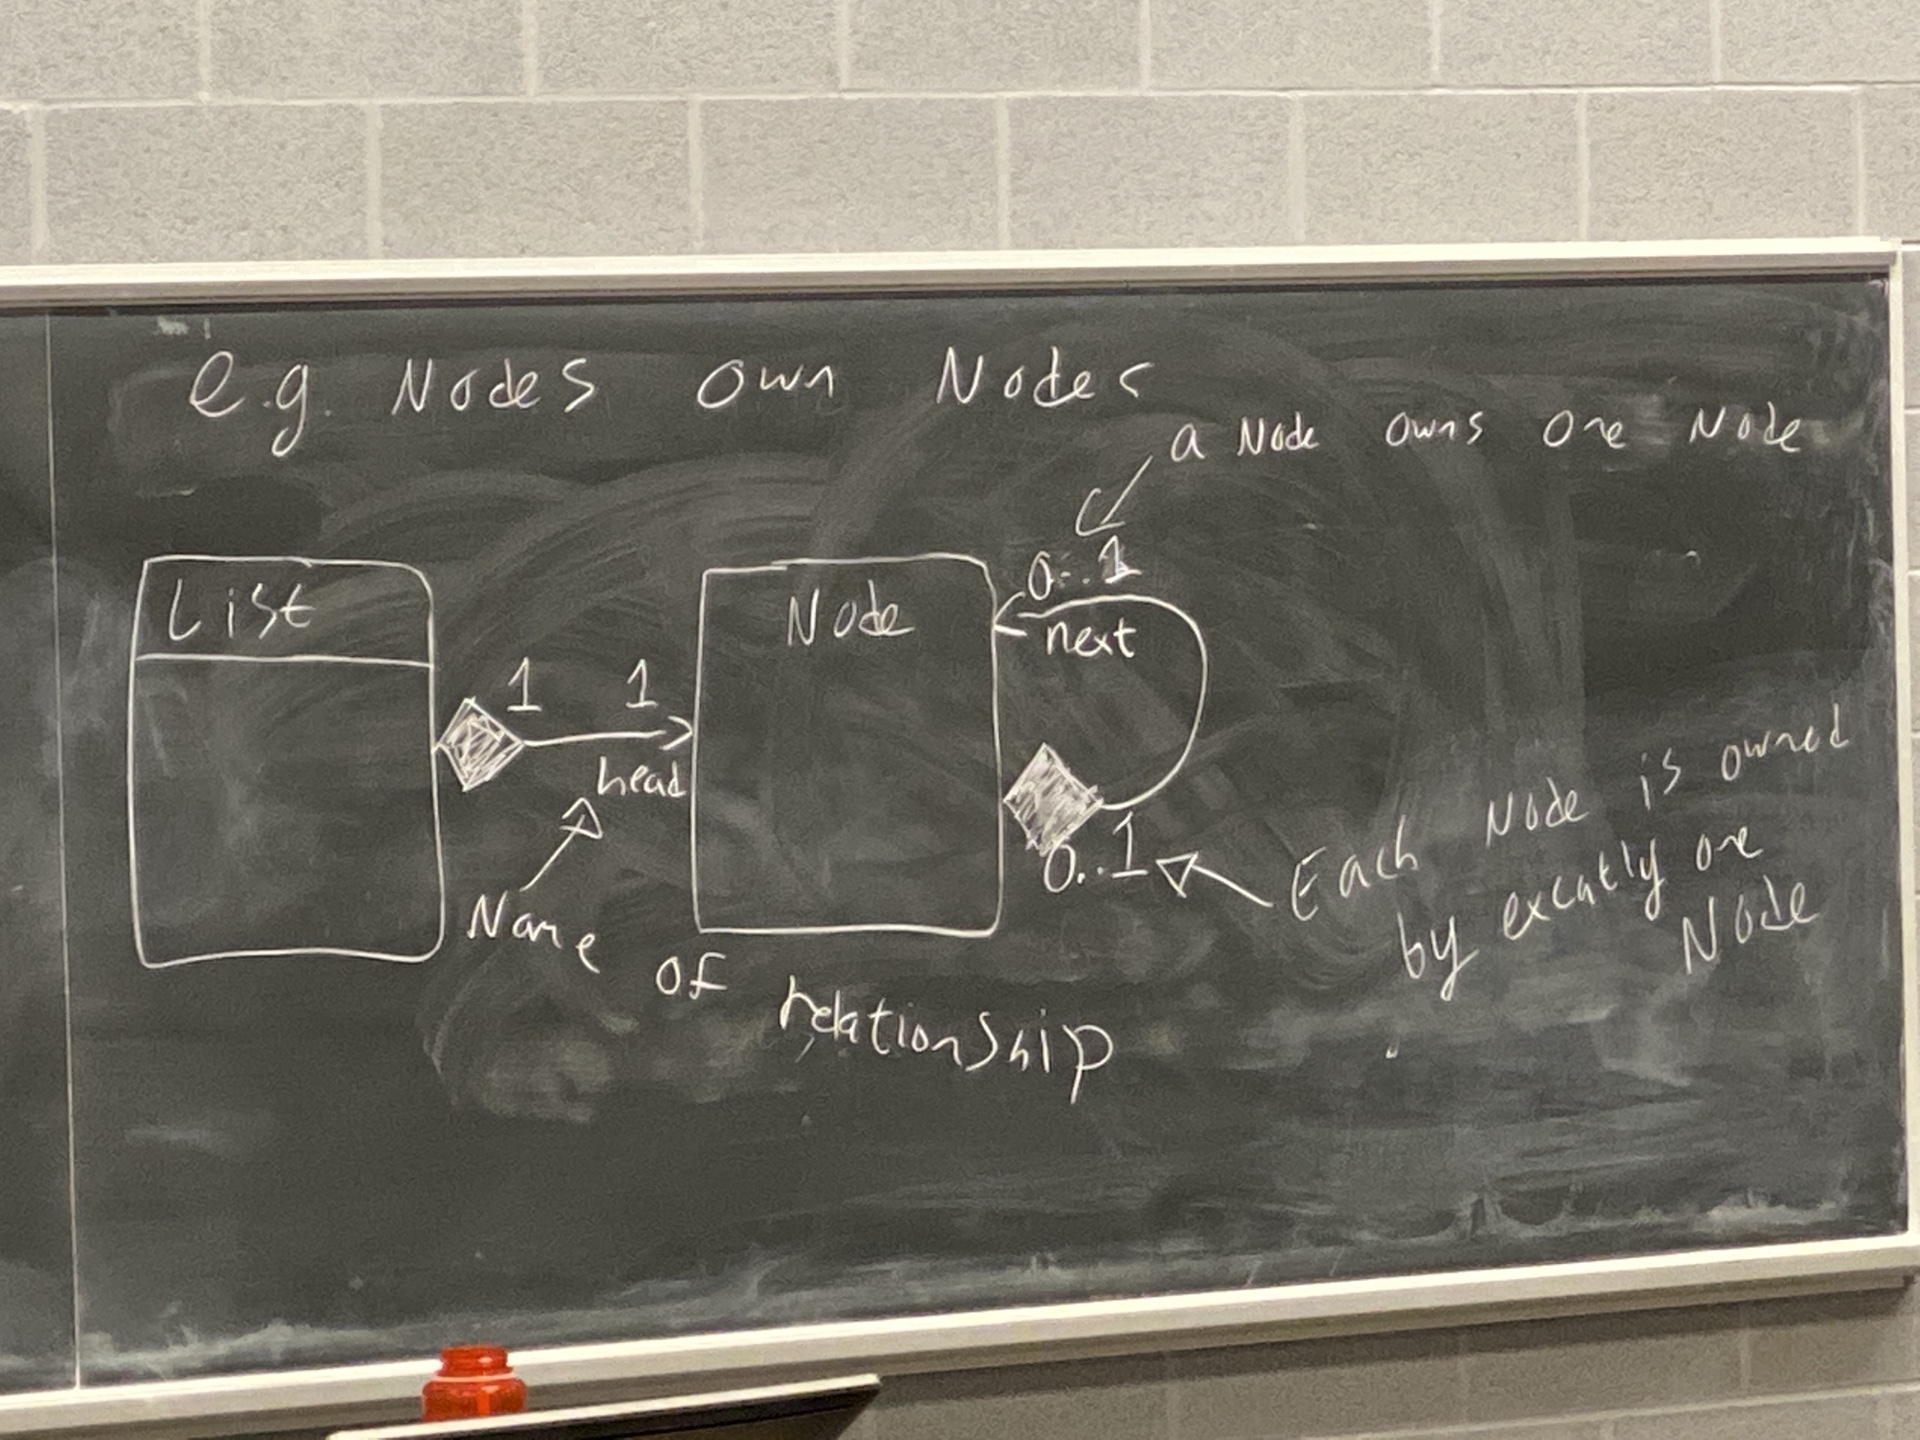 e.g. Nodes own Nodes
a Node owns one Node
List
Node
0..1
next
1 1
head
0..1
Name of relationship
Each Node is owned
by excatly one
Node